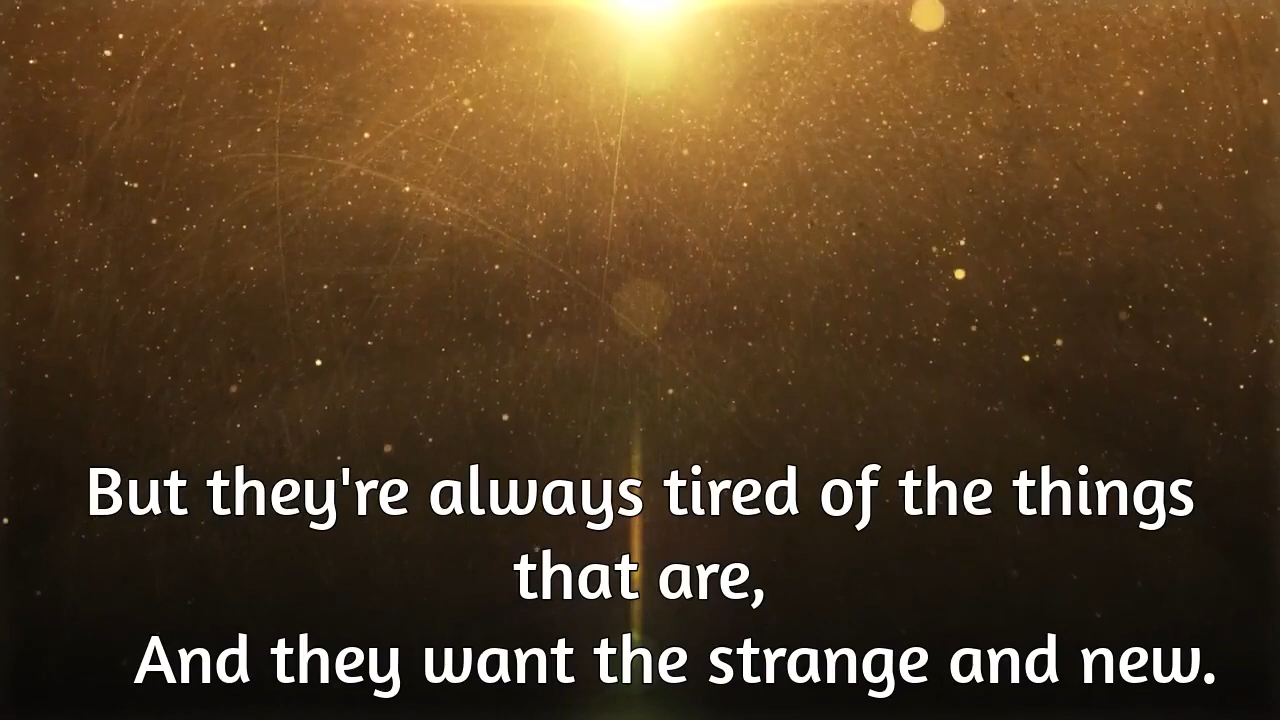 But they're always tired of the things
that are,
And they want the strange and new.